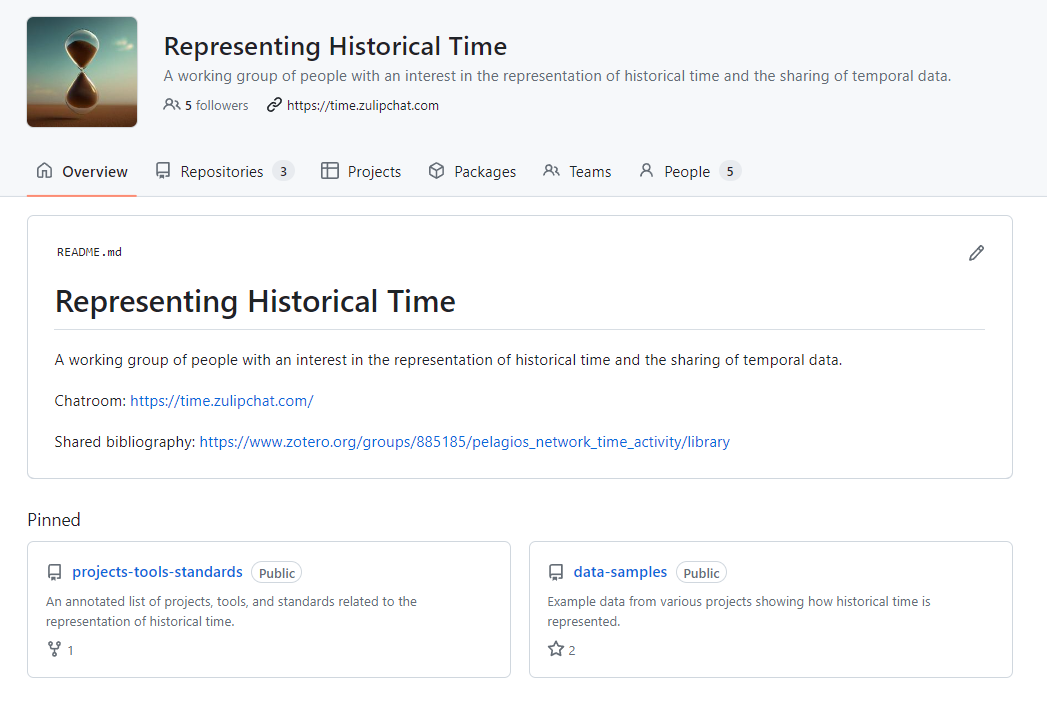 Representing Historical Time
A working group of people with an interest in the representation of historical time and the sharing of temporal data.
5 followers https://time.zulipchat.com
Overview Repositories 3 Projects Packages Teams People 5
README.md
Representing Historical Time
A working group of people with an interest in the representation of historical time and the sharing of temporal data.
Chatroom: https://time.zulipchat.com/
Shared bibliography: https://www.zotero.org/groups/885185/pelagios_network_time_activity/library
Pinned
projects-tools-standards Public
An annotated list of projects, tools, and standards related to the
representation of historical time.
1
data-samples Public
Example data from various projects showing how historical time is
represented.
2